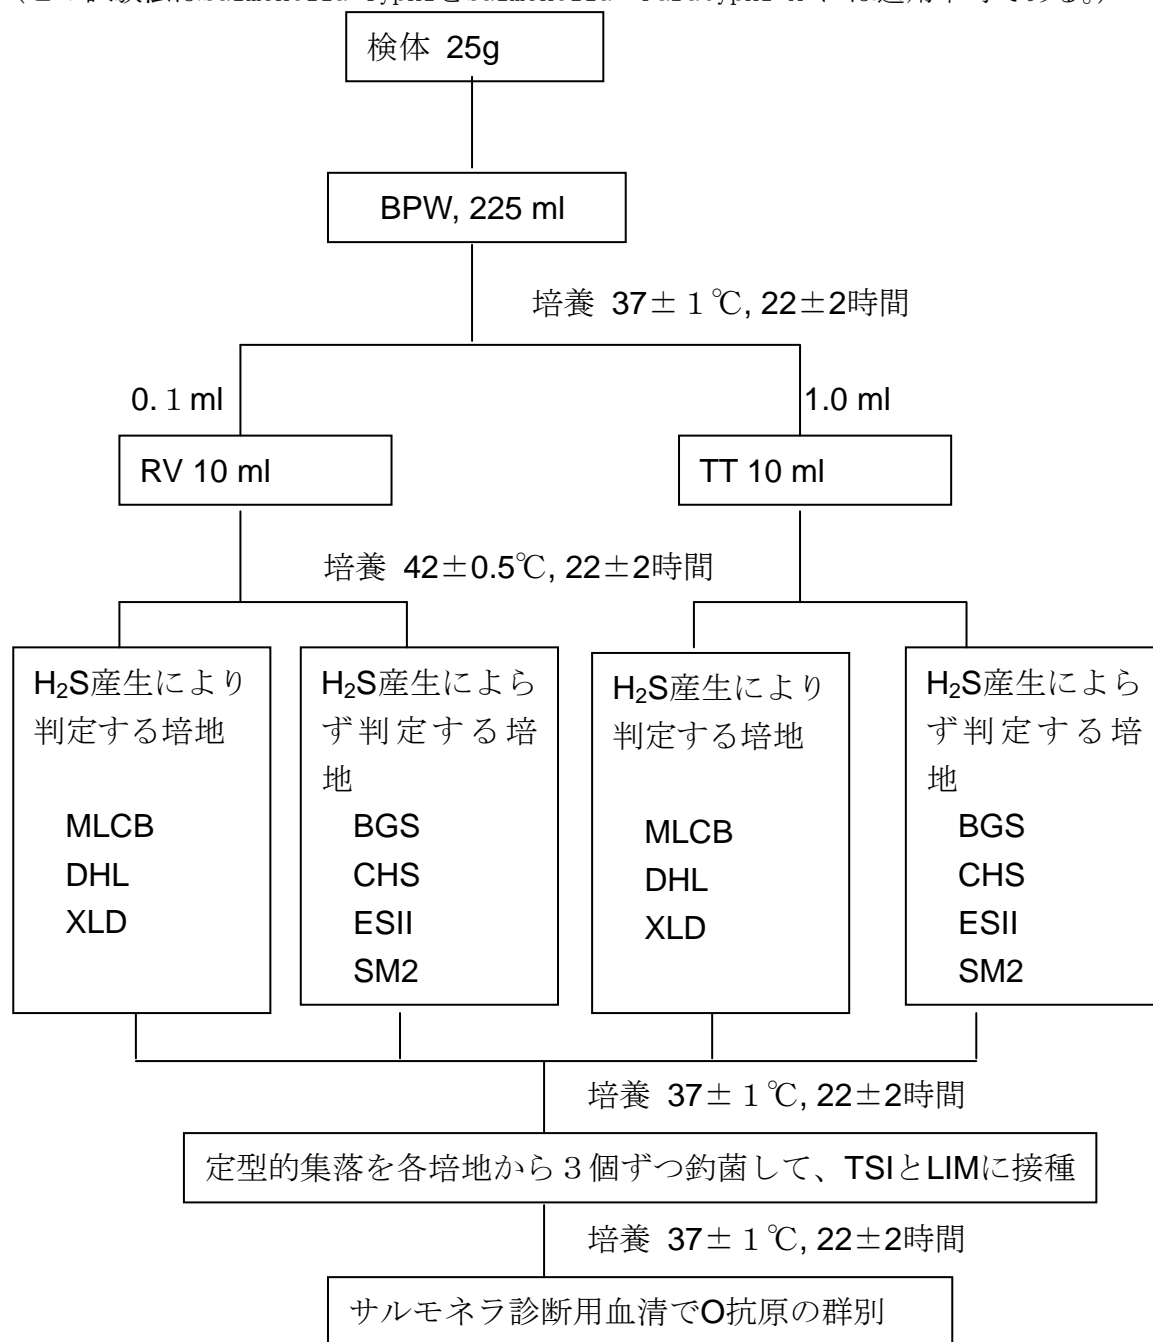 検体 25g
BPW, 225 ml
培養 37±１℃, 22±2時間
0.１ml
1.0 ml
RV 10 ml
TT 10 ml
培養 42±0.5℃, 22±2時間
H₂S産生により
判定する培地
MLCB
DHL
XLD
H₂S産生によら
ず判定する培
地
BGS
CHS
ESII
SM2
H₂S産生により
判定する培地
MLCB
DHL
XLD
H₂S産生によら
ず判定する培
地
BGS
CHS
ESII
SM2
培養 37±１℃, 22±2時間
定型的集落を各培地から３個ずつ釣菌して、TSIとLIMに接種
培養 37±１℃, 22±2時間
サルモネラ診断用血清でO抗原の群別